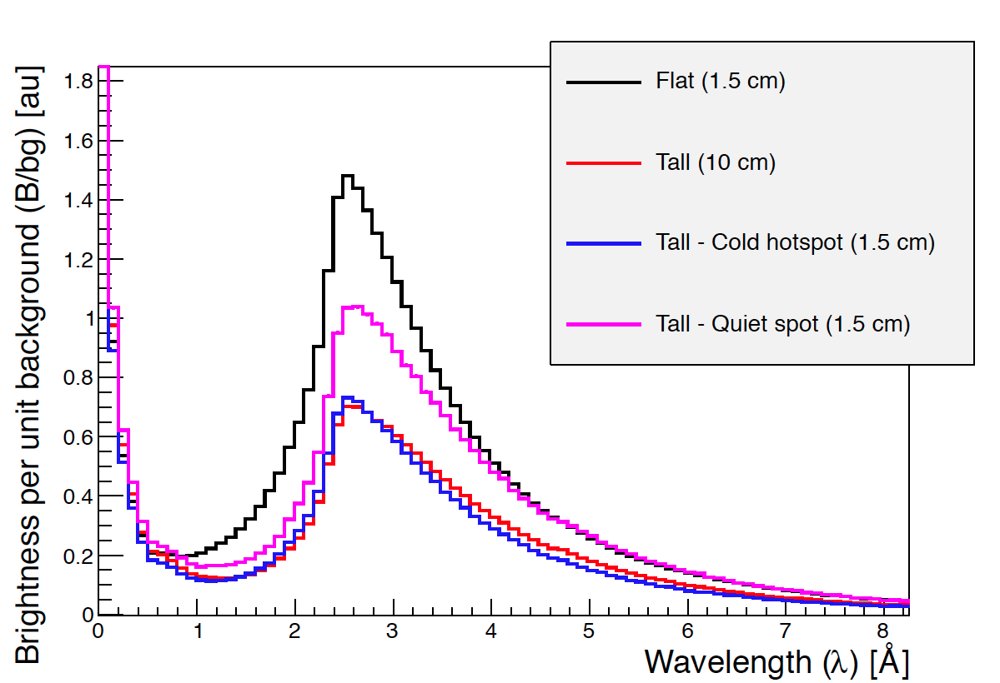 Brightness per unit background (B/bg) [au]
1.8
1.6
1.4
1.2
1
0.8
0.6
0.4
0.2
0
0 1 2 3 4 5 6 7 8
Wavelength (λ) [Å]
Flat (1.5 cm)
Tall (10 cm)
Tall - Cold hotspot (1.5 cm)
Tall - Quiet spot (1.5 cm)